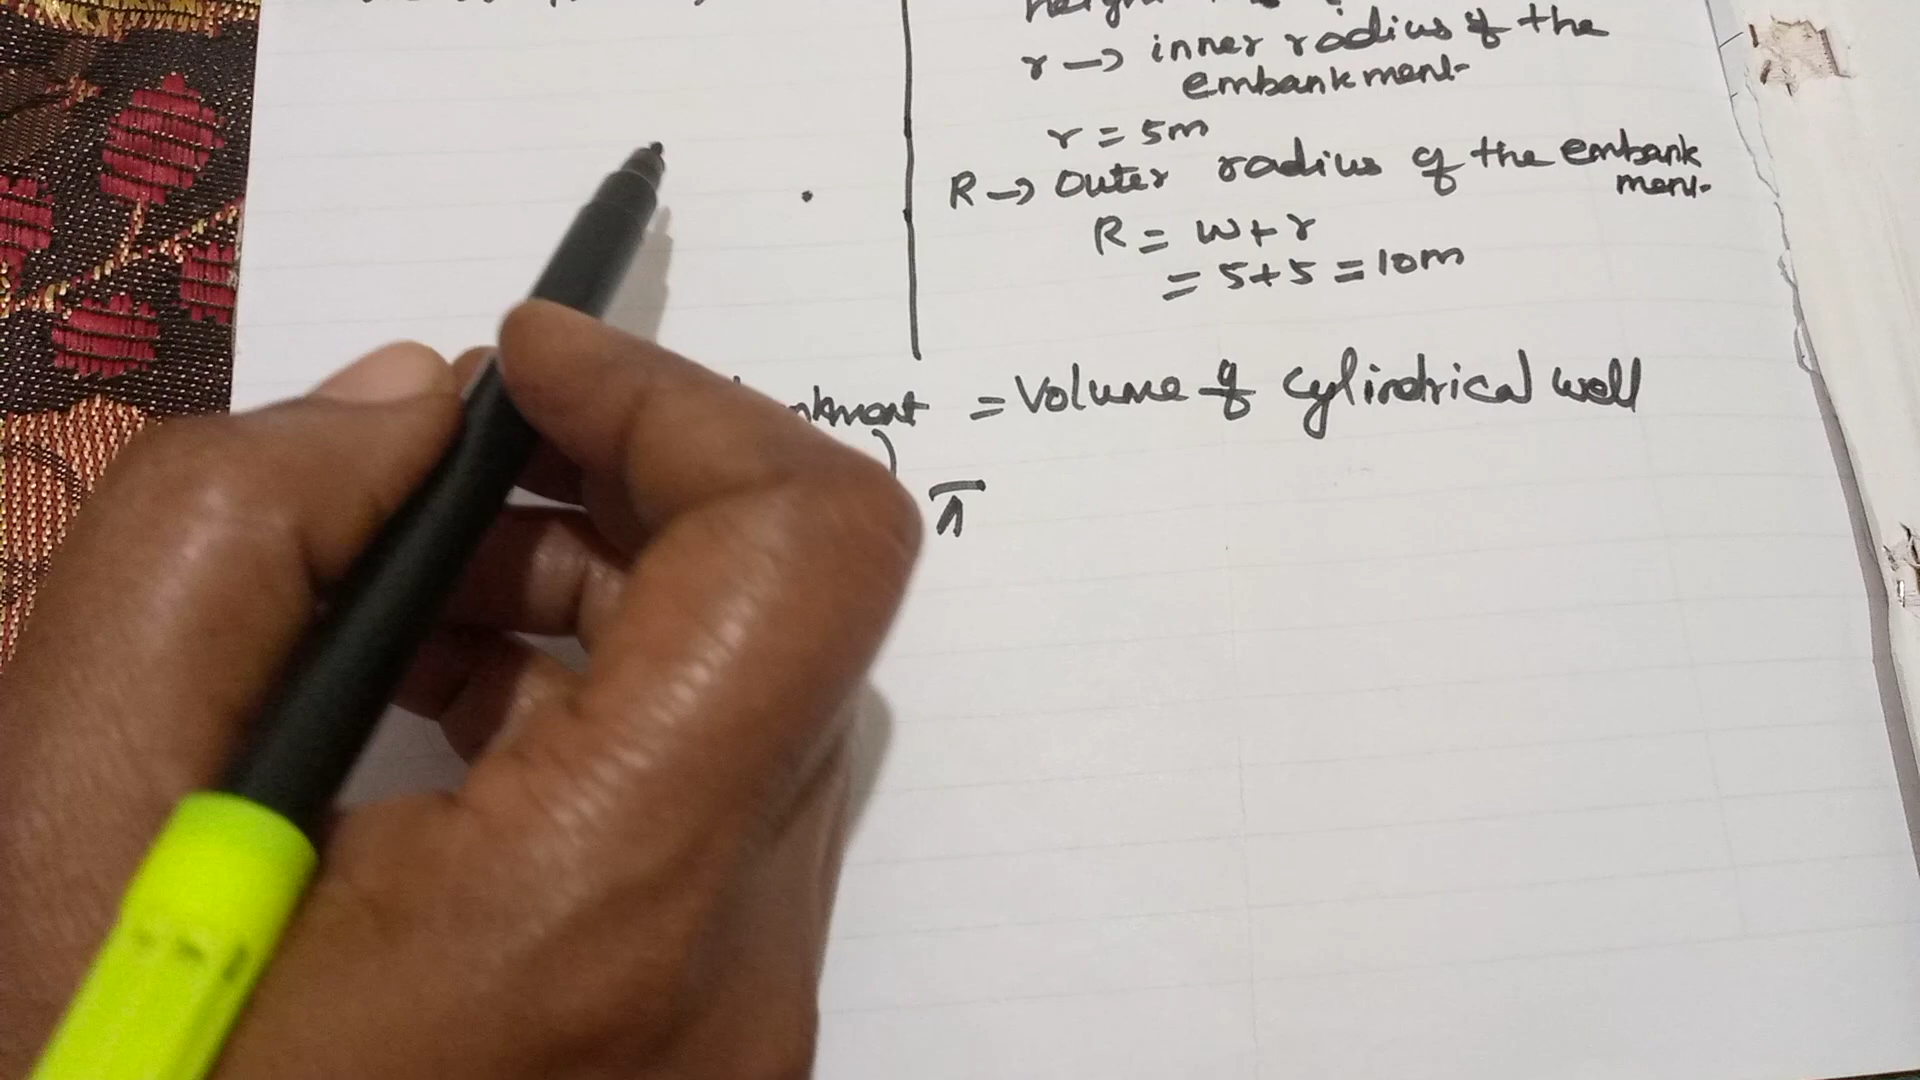 height
r → inner radius of the
embankment
r = 5m
R → Outer radius of the embank
ment.
R = w+r
= 5+5 = 10m
= Volume of cylindrical well
π